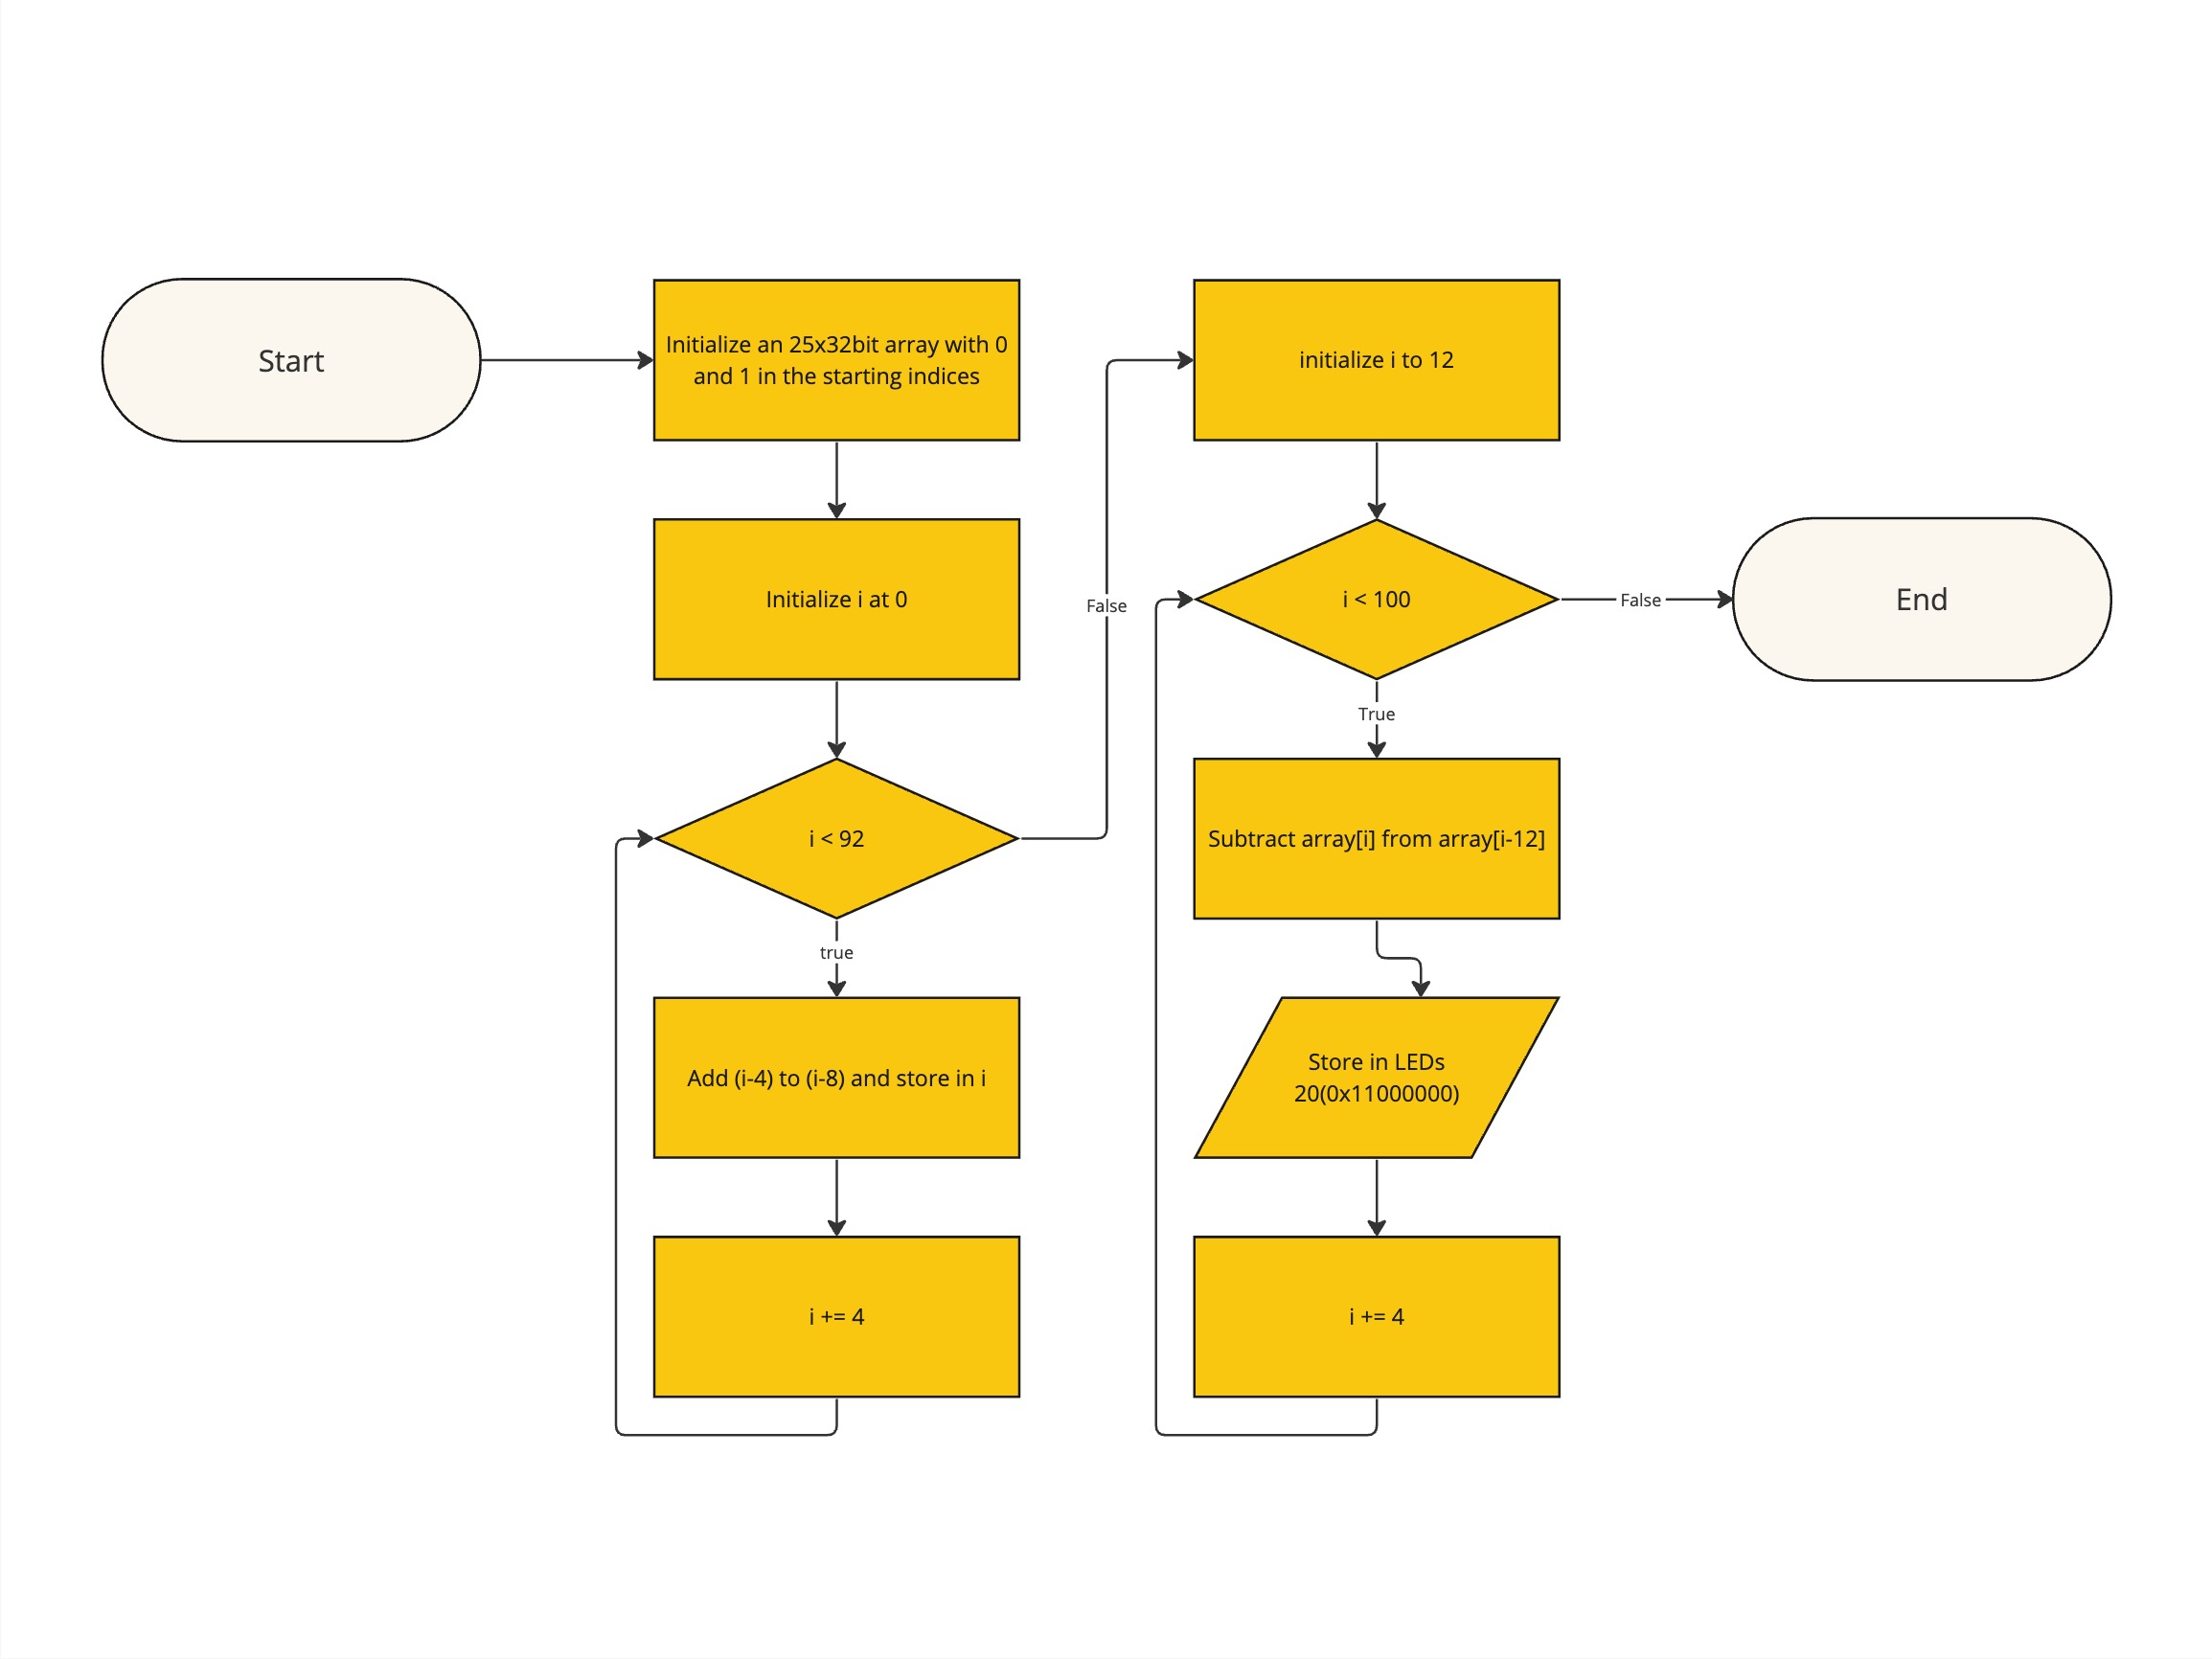 Start
Initialize an 25x32bit array with 0
and 1 in the starting indices
Initialize i at 0
i < 92
true
Add (i-4) to (i-8) and store in i
i += 4
False
initialize i to 12
i < 100
False
End
True
Subtract array[i] from array[i-12]
Store in LEDs
20(0x11000000)
i += 4